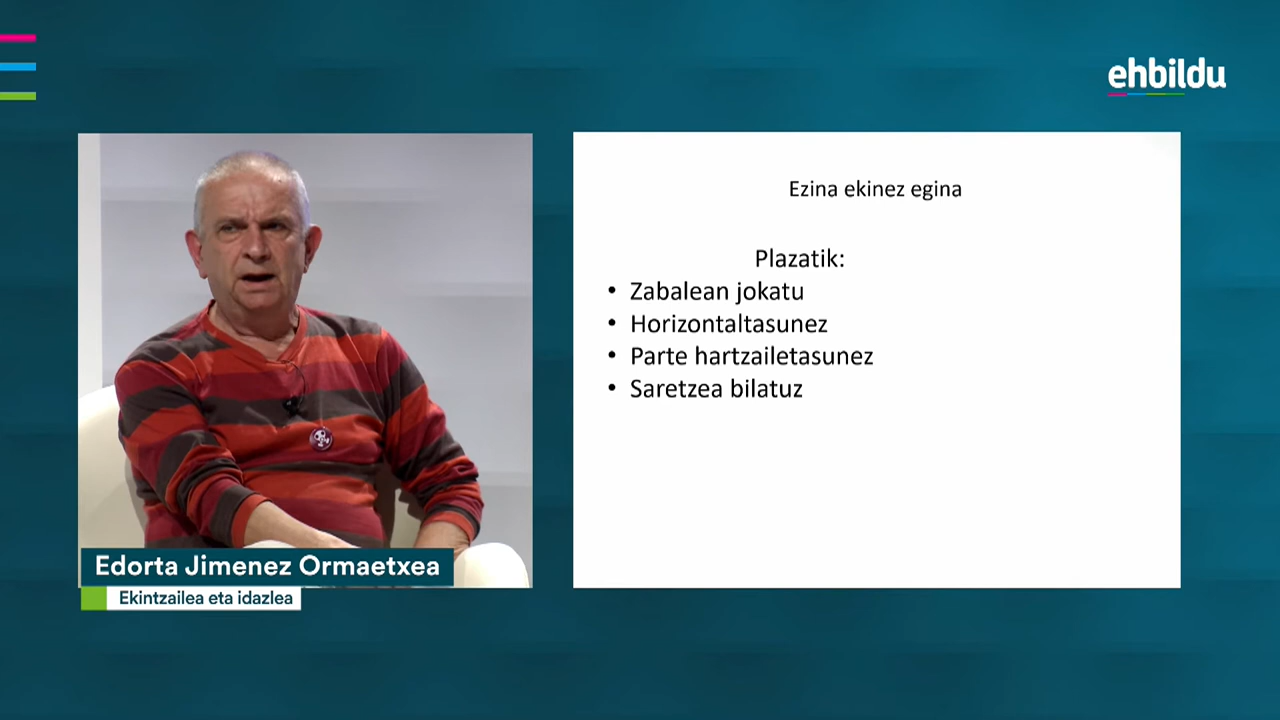 ehbildu
Ezina ekinez egina
Plazatik:
• Zabalean jokatu
• Horizontaltasunez
• Parte hartzailetasunez
• Saretzea bilatuz
Edorta Jimenez Ormaetxea
Ekintzailea eta idazlea